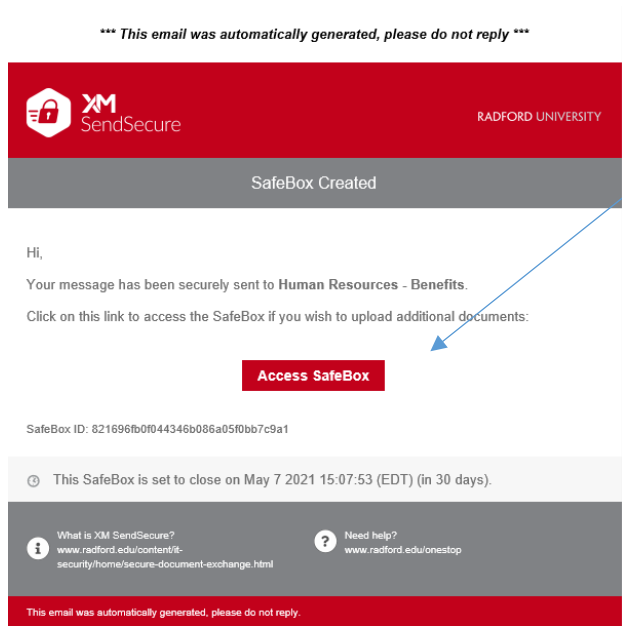 *** This email was automatically generated, please do not reply ***
XM
SendSecure
RADFORD UNIVERSITY
SafeBox Created
Hi,
Your message has been securely sent to Human Resources - Benefits.
Click on this link to access the SafeBox if you wish to upload additional documents:
Access SafeBox
SafeBox ID: 821696fb0f044346b086a05f0bb7c9a1
This SafeBox is set to close on May 7 2021 15:07:53 (EDT) (in 30 days).
What is XM SendSecure?
www.radford.edu/content/it-
security/home/secure-document-exchange.html
Need help?
www.radford.edu/onestop
This email was automatically generated, please do not reply.